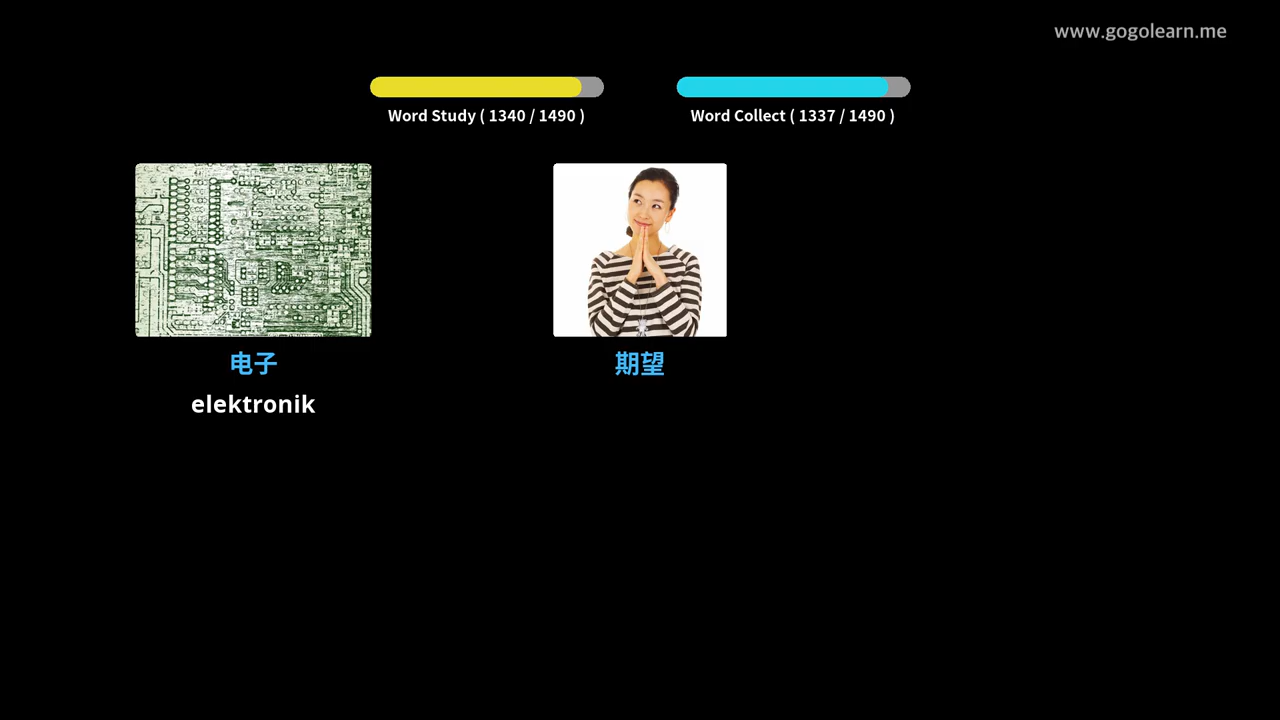 www.gogolearn.me
Word Study ( 1340 / 1490 )
Word Collect ( 1337 / 1490 )
电子
期望
elektronik